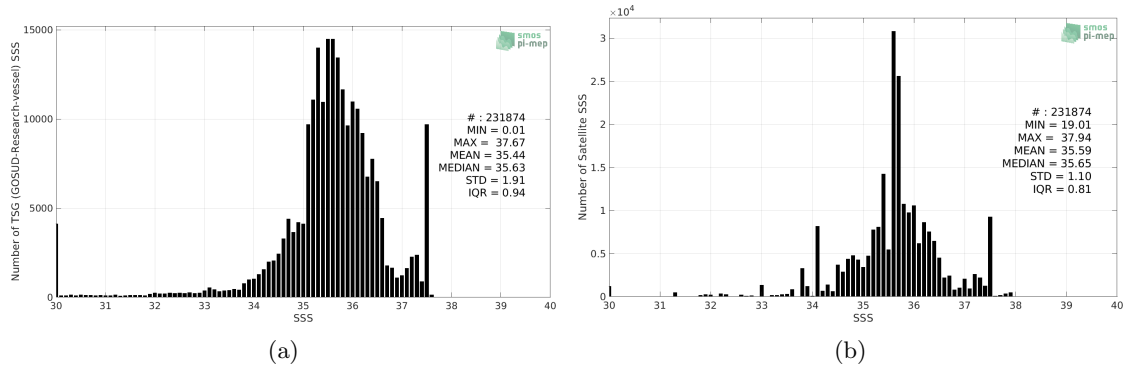 15000
10000
5000
0
Number of TSG (GOSUD-Research-vessel) SSS
30 31 32 33 34 35 36 37 38 39 40
SSS
smos
pi-mep
# : 231874
MIN = 0.01
MAX = 37.67
MEAN = 35.44
MEDIAN = 35.63
STD = 1.91
IQR = 0.94
(a)
×10⁴
3
2.5
2
1.5
1
0.5
0
Number of Satellite SSS
30 31 32 33 34 35 36 37 38 39 40
SSS
smos
pi-mep
# : 231874
MIN = 19.01
MAX = 37.94
MEAN = 35.59
MEDIAN = 35.65
STD = 1.10
IQR = 0.81
(b)